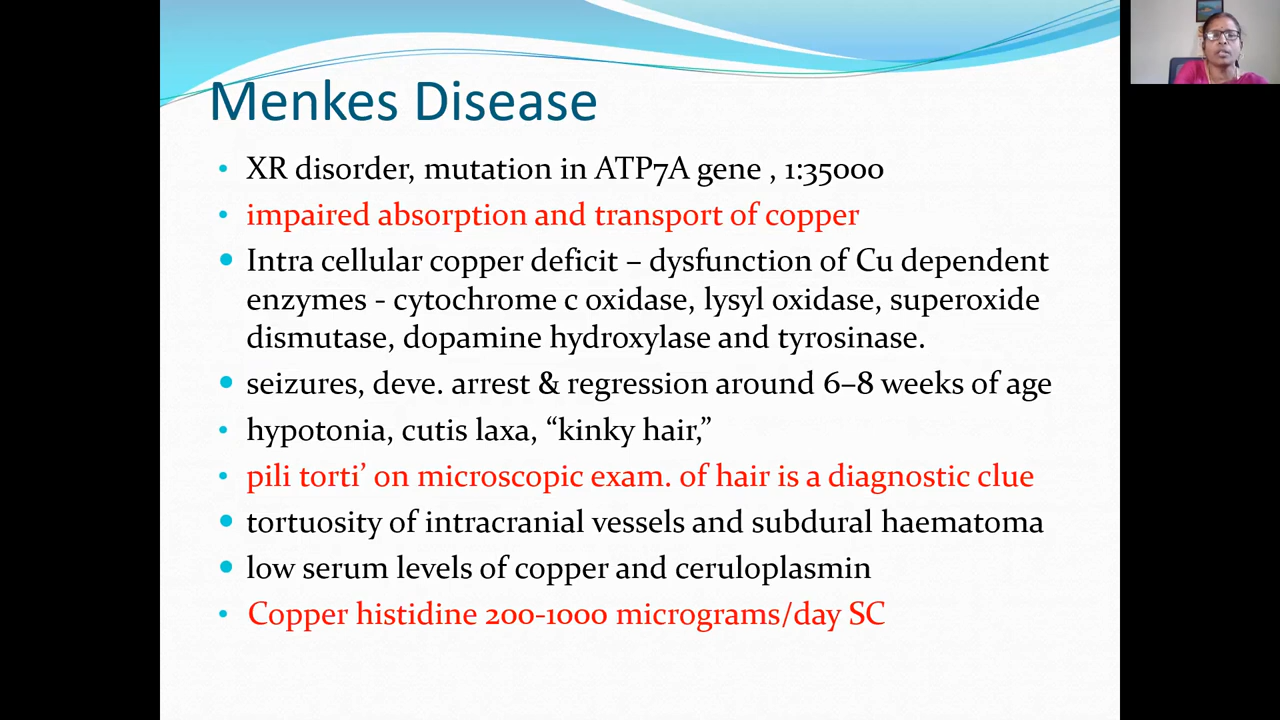 Menkes Disease
XR disorder, mutation in ATP7A gene , 1:35000
impaired absorption and transport of copper
Intra cellular copper deficit – dysfunction of Cu dependent
enzymes - cytochrome c oxidase, lysyl oxidase, superoxide
dismutase, dopamine hydroxylase and tyrosinase.
seizures, deve. arrest & regression around 6–8 weeks of age
hypotonia, cutis laxa, “kinky hair,”
pili torti’ on microscopic exam. of hair is a diagnostic clue
tortuosity of intracranial vessels and subdural haematoma
low serum levels of copper and ceruloplasmin
Copper histidine 200-1000 micrograms/day SC